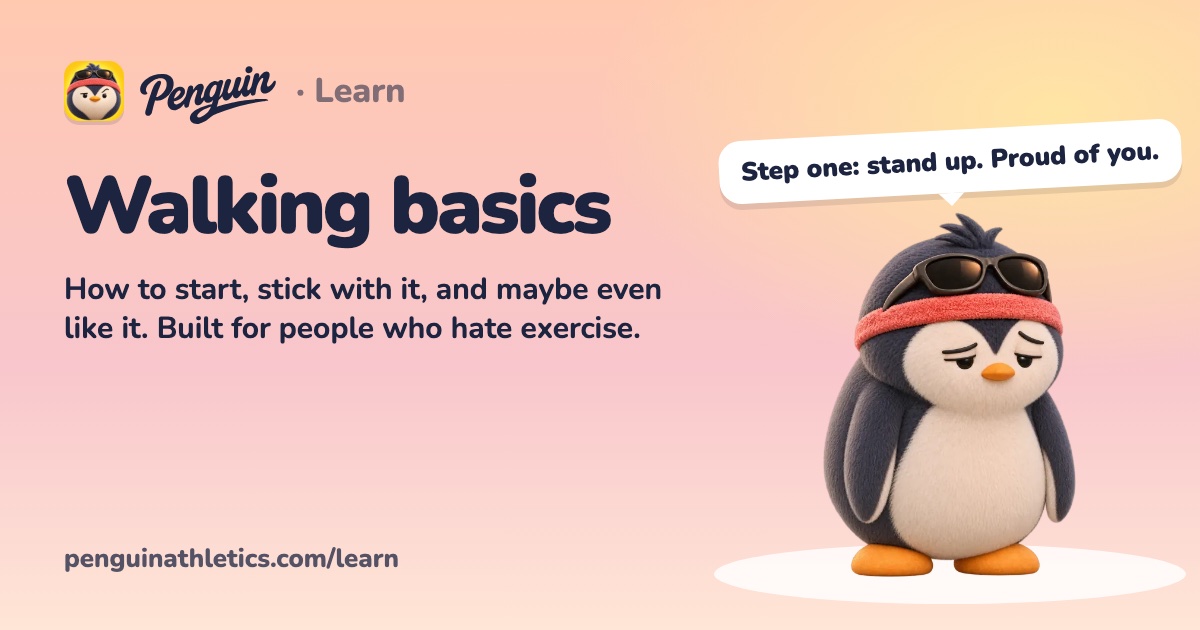 Penguin · Learn
Walking basics
How to start, stick with it, and maybe even
like it. Built for people who hate exercise.
Step one: stand up. Proud of you.
penguinathletics.com/learn